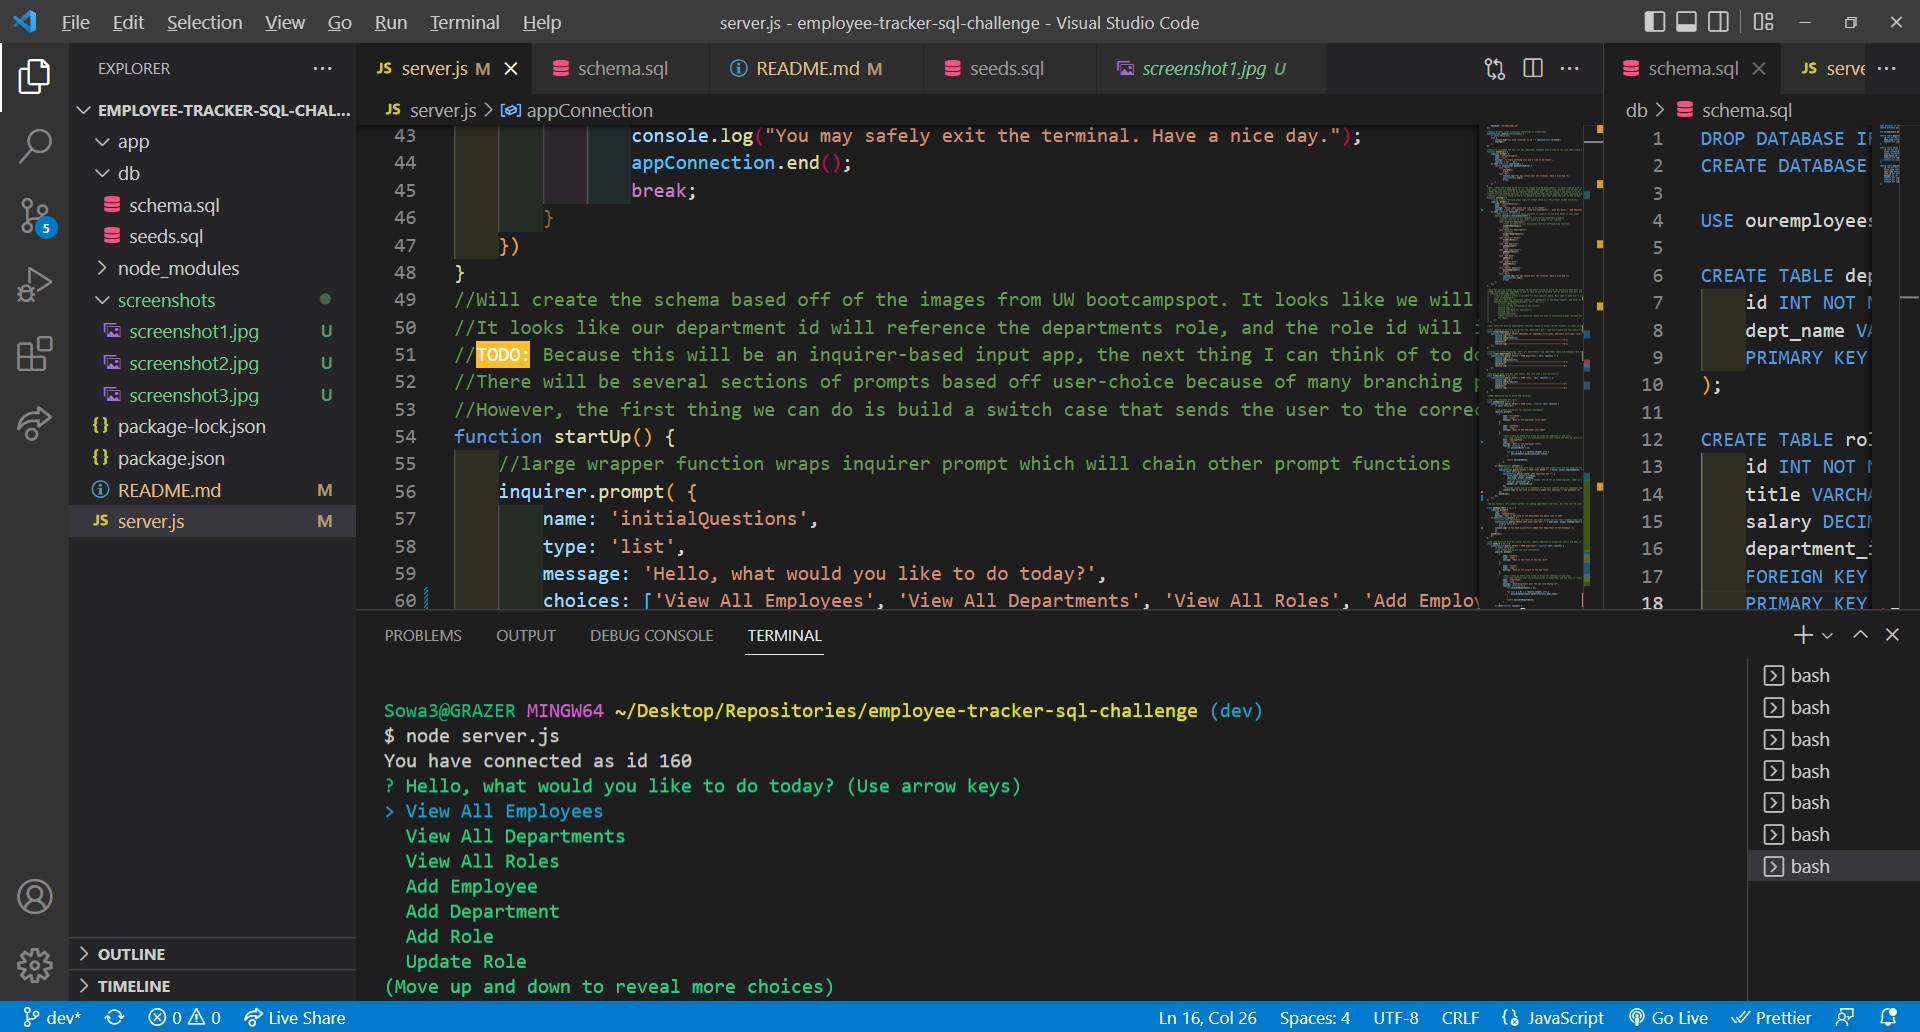 File Edit Selection View Go Run Terminal Help
server.js - employee-tracker-sql-challenge - Visual Studio Code
EXPLORER
EMPLOYEE-TRACKER-SQL-CHAL...
app
db
schema.sql
seeds.sql
node_modules
screenshots
screenshot1.jpg U
screenshot2.jpg U
screenshot3.jpg U
package-lock.json
package.json
README.md M
JS server.js M
OUTLINE
TIMELINE
5
JS server.js M schema.sql README.md M seeds.sql screenshot1.jpg U
JS server.js > appConnection
43 console.log("You may safely exit the terminal. Have a nice day.");
44 appConnection.end();
45 break;
46 }
47 })
48 }
49 //Will create the schema based off of the images from UW bootcampspot. It looks like we will
50 //It looks like our department id will reference the departments role, and the role id will
51 //TODO: Because this will be an inquirer-based input app, the next thing I can think of to do
52 //There will be several sections of prompts based off user-choice because of many branching
53 //However, the first thing we can do is build a switch case that sends the user to the correc
54 function startUp() {
55 //large wrapper function wraps inquirer prompt which will chain other prompt functions
56 inquirer.prompt( {
57 name: 'initialQuestions',
58 type: 'list',
59 message: 'Hello, what would you like to do today?',
60 choices: ['View All Employees', 'View All Departments', 'View All Roles', 'Add Employ
schema.sql JS serve
db > schema.sql
1 DROP DATABASE IF
2 CREATE DATABASE
3
4 USE ouremployees
5
6 CREATE TABLE dep
7 id INT NOT N
8 dept_name VA
9 PRIMARY KEY
10 );
11
12 CREATE TABLE rol
13 id INT NOT N
14 title VARCHA
15 salary DECIM
16 department_i
17 FOREIGN KEY
18 PRIMARY KEY
PROBLEMS OUTPUT DEBUG CONSOLE TERMINAL
Sowa3@GRAZER MINGW64 ~/Desktop/Repositories/employee-tracker-sql-challenge (dev)
$ node server.js
You have connected as id 160
? Hello, what would you like to do today? (Use arrow keys)
> View All Employees
View All Departments
View All Roles
Add Employee
Add Department
Add Role
Update Role
(Move up and down to reveal more choices)
bash
bash
bash
bash
bash
bash
bash
dev* 0 0 Live Share Ln 16, Col 26 Spaces: 4 UTF-8 CRLF JavaScript Go Live Prettier